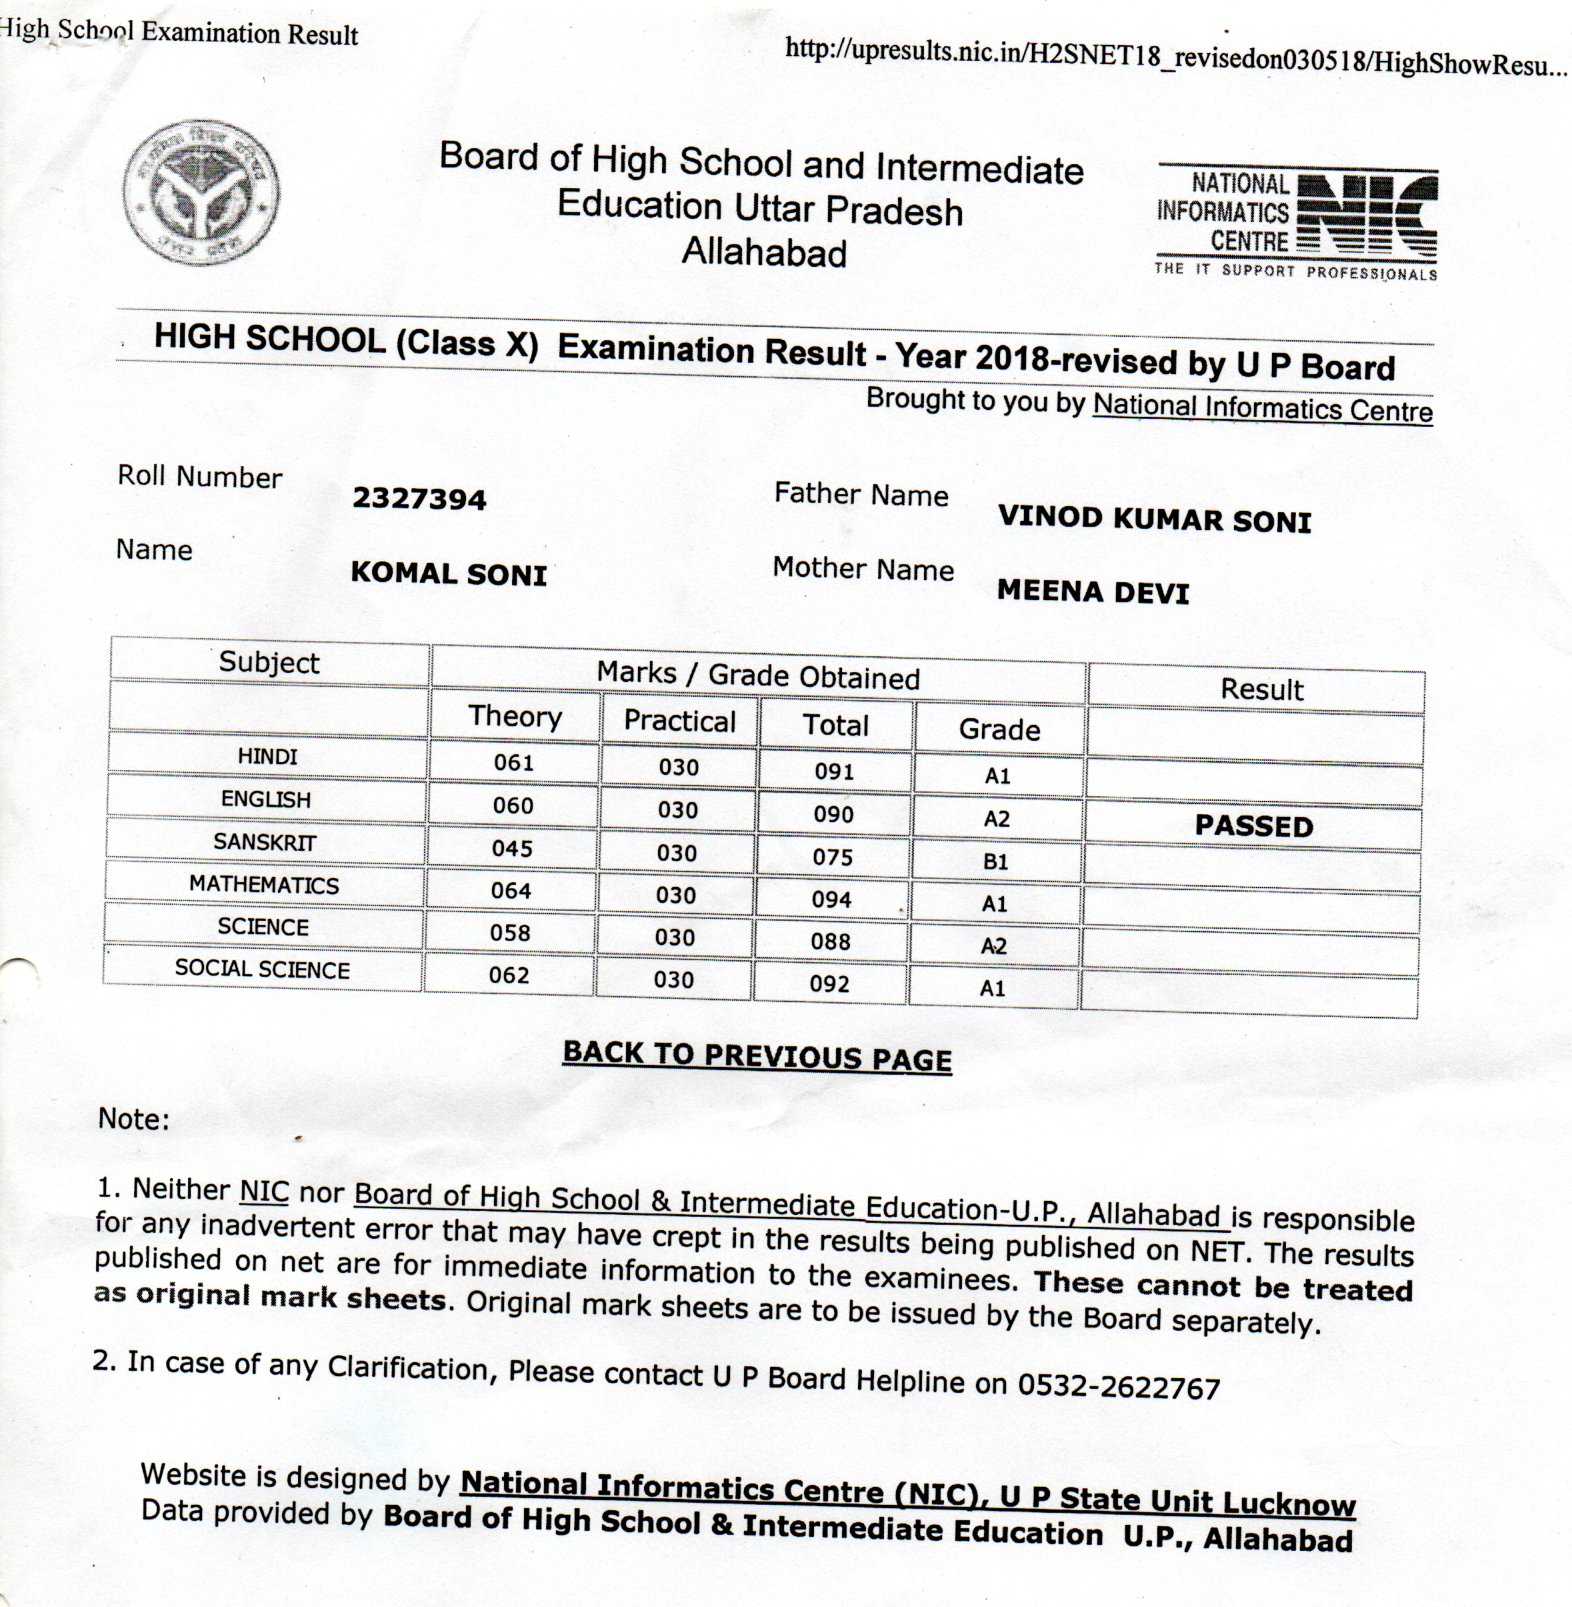 High School Examination Result
http://upresults.nic.in/H2SNET18_revisedon030518/HighShowResu...
Board of High School and Intermediate
Education Uttar Pradesh
Allahabad
NATIONAL
INFORMATICS
CENTRE
NIC
THE IT SUPPORT PROFESSIONALS
HIGH SCHOOL (Class X) Examination Result - Year 2018-revised by U P Board
Brought to you by National Informatics Centre
Roll Number 2327394 Father Name VINOD KUMAR SONI
Name KOMAL SONI Mother Name MEENA DEVI
Subject Marks / Grade Obtained Result
Theory Practical Total Grade
HINDI 061 030 091 A1
ENGLISH 060 030 090 A2 PASSED
SANSKRIT 045 030 075 B1
MATHEMATICS 064 030 094 A1
SCIENCE 058 030 088 A2
SOCIAL SCIENCE 062 030 092 A1
BACK TO PREVIOUS PAGE
Note:
1. Neither NIC nor Board of High School & Intermediate Education-U.P., Allahabad is responsible
for any inadvertent error that may have crept in the results being published on NET. The results
published on net are for immediate information to the examinees. These cannot be treated
as original mark sheets. Original mark sheets are to be issued by the Board separately.
2. In case of any Clarification, Please contact U P Board Helpline on 0532-2622767
Website is designed by National Informatics Centre (NIC), U P State Unit Lucknow
Data provided by Board of High School & Intermediate Education U.P., Allahabad